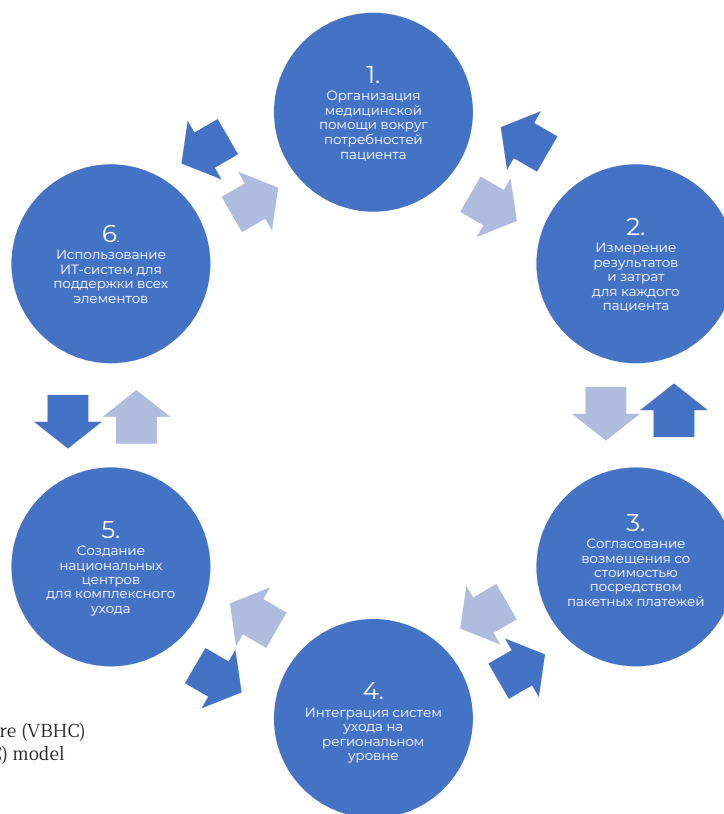 1.
Организация
медицинской
помощи вокруг
потребностей
пациента
2.
Измерение
результатов
и затрат
для каждого
пациента
3.
Согласование
возмещения со
стоимостью
посредством
пакетных платежей
4.
Интеграция систем
ухода на
региональном
уровне
5.
Создание
национальных
центров
для комплексного
ухода
6.
Использование
ИТ-систем для
поддержки всех
элементов
re (VBHC)
) model